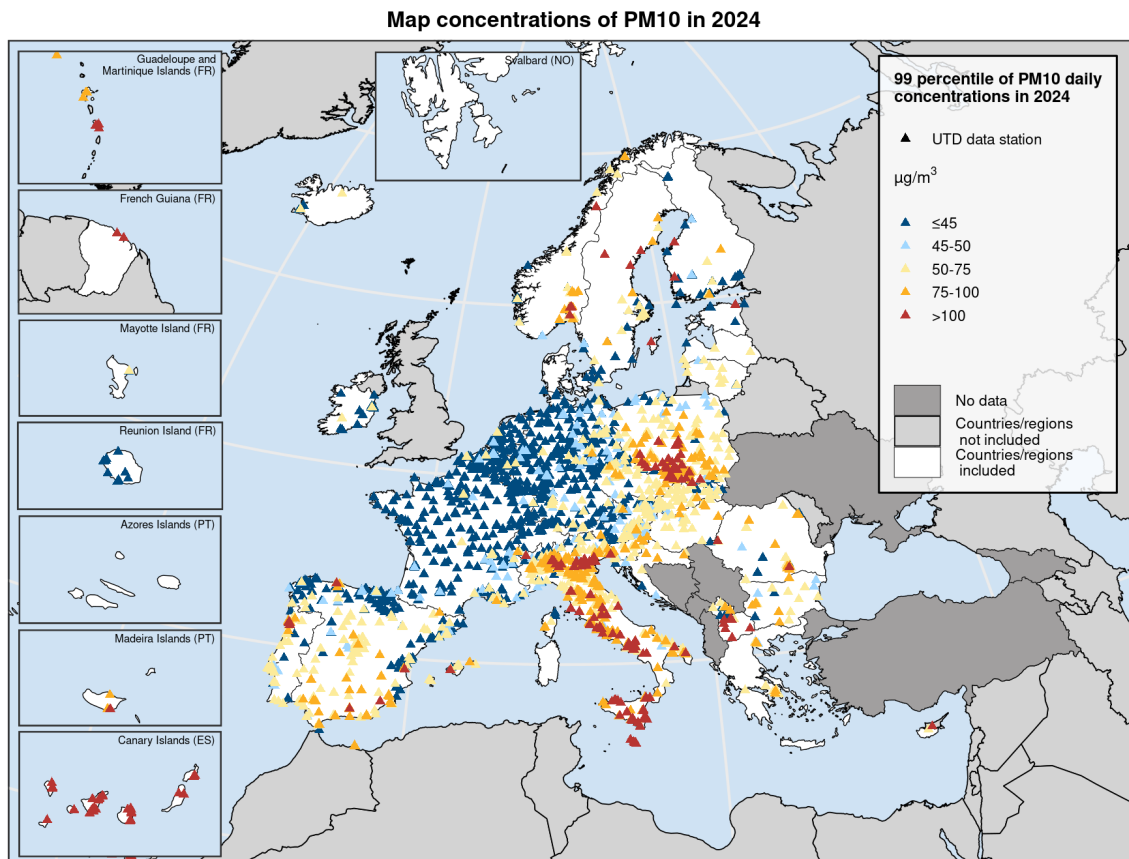 Map concentrations of PM10 in 2024
Guadeloupe and
Martinique Islands (FR)
Svalbard (NO)
French Guiana (FR)
Mayotte Island (FR)
Reunion Island (FR)
Azores Islands (PT)
Madeira Islands (PT)
Canary Islands (ES)
99 percentile of PM10 daily
concentrations in 2024
UTD data station
µg/m³
≤45
45-50
50-75
75-100
>100
No data
Countries/regions
not included
Countries/regions
included